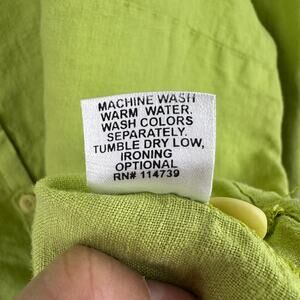 MACHINE WASH
WARM WATER.
WASH COLORS
SEPARATELY.
TUMBLE DRY LOW,
IRONING
OPTIONAL
RN# 114739